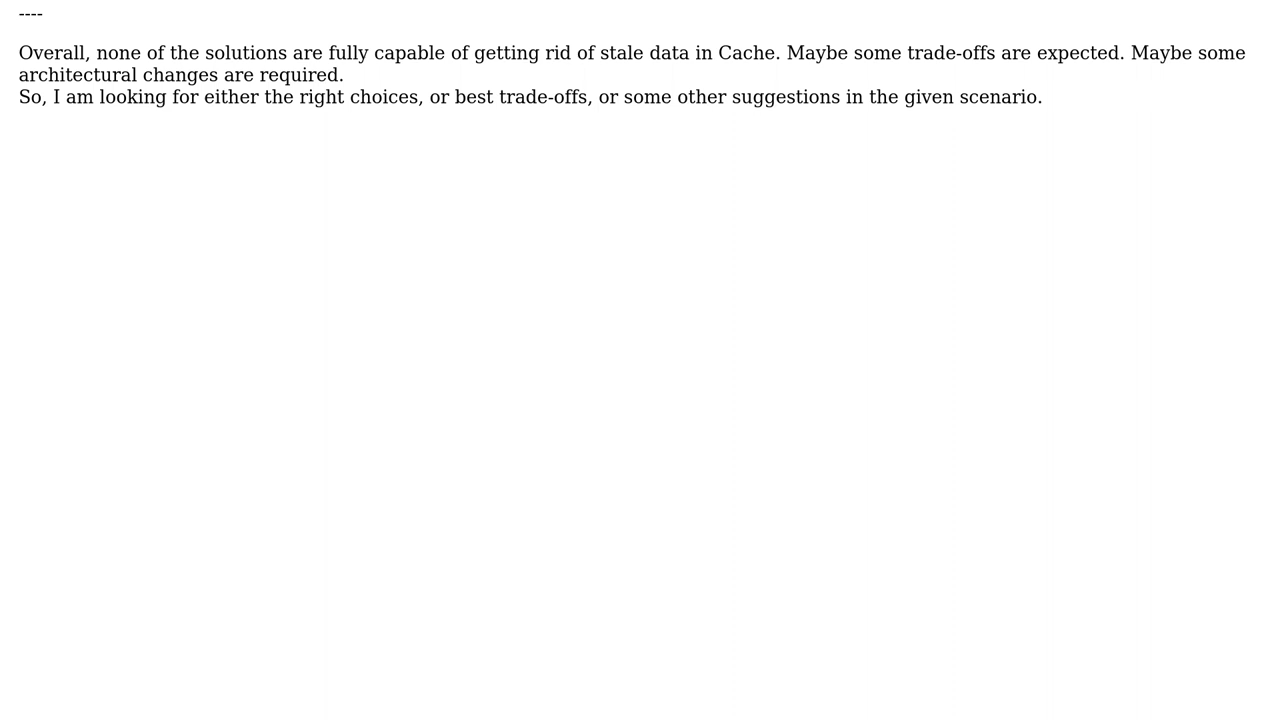 ----
Overall, none of the solutions are fully capable of getting rid of stale data in Cache. Maybe some trade-offs are expected. Maybe some
architectural changes are required.
So, I am looking for either the right choices, or best trade-offs, or some other suggestions in the given scenario.